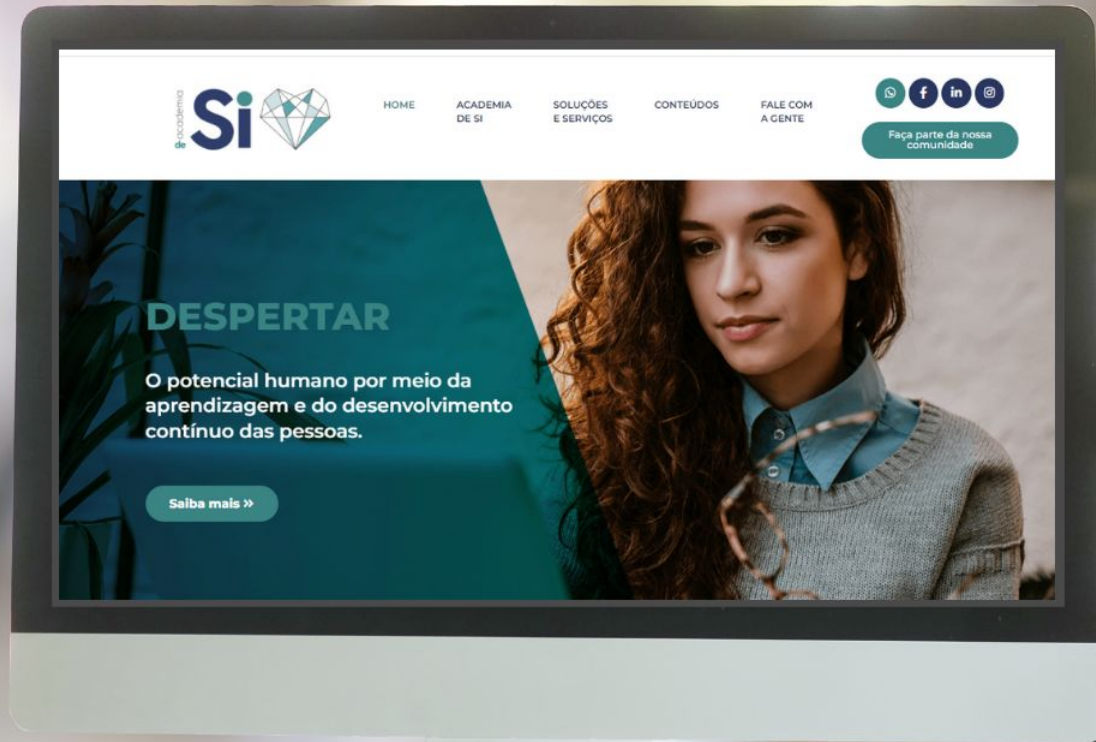 academia
de
Si
HOME
ACADEMIA
DE SI
SOLUÇÕES
E SERVIÇOS
CONTEÚDOS
FALE COM
A GENTE
f
in
Faça parte da nossa
comunidade
DESPERTAR
O potencial humano por meio da
aprendizagem e do desenvolvimento
contínuo das pessoas.
Saiba mais »